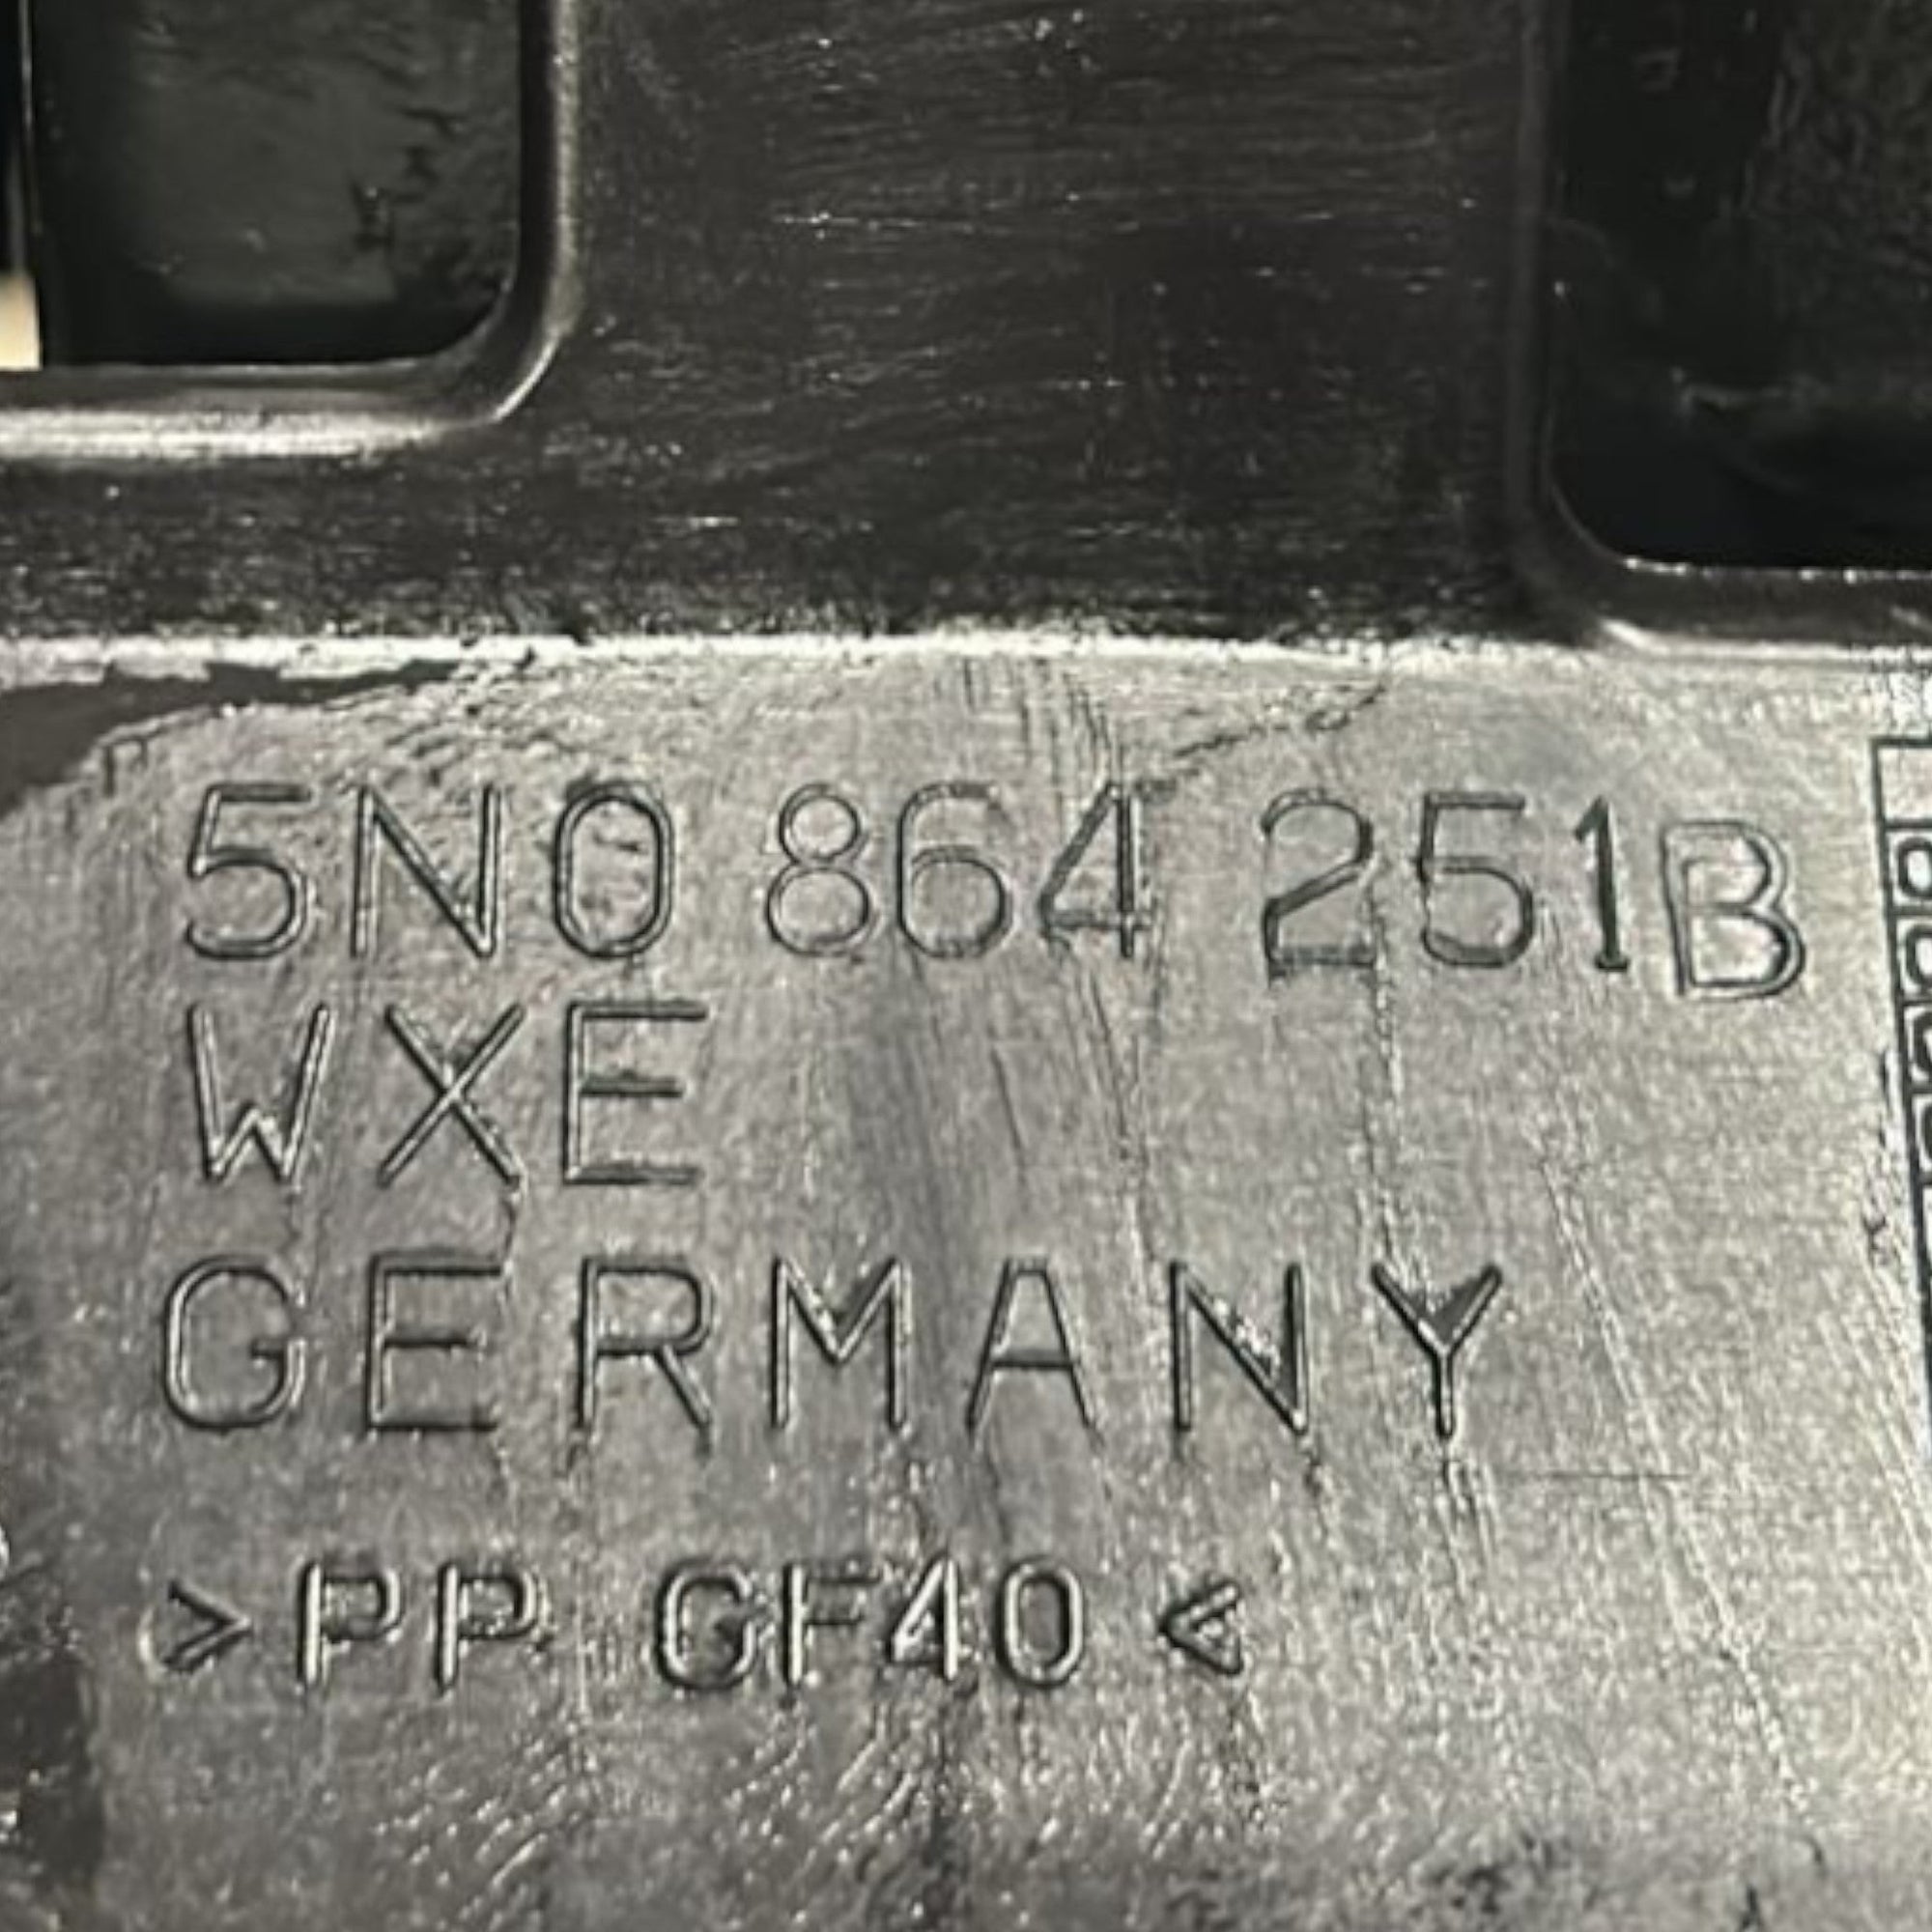 5N0 864 251B
WXE
GERMANY
>PP GF40<